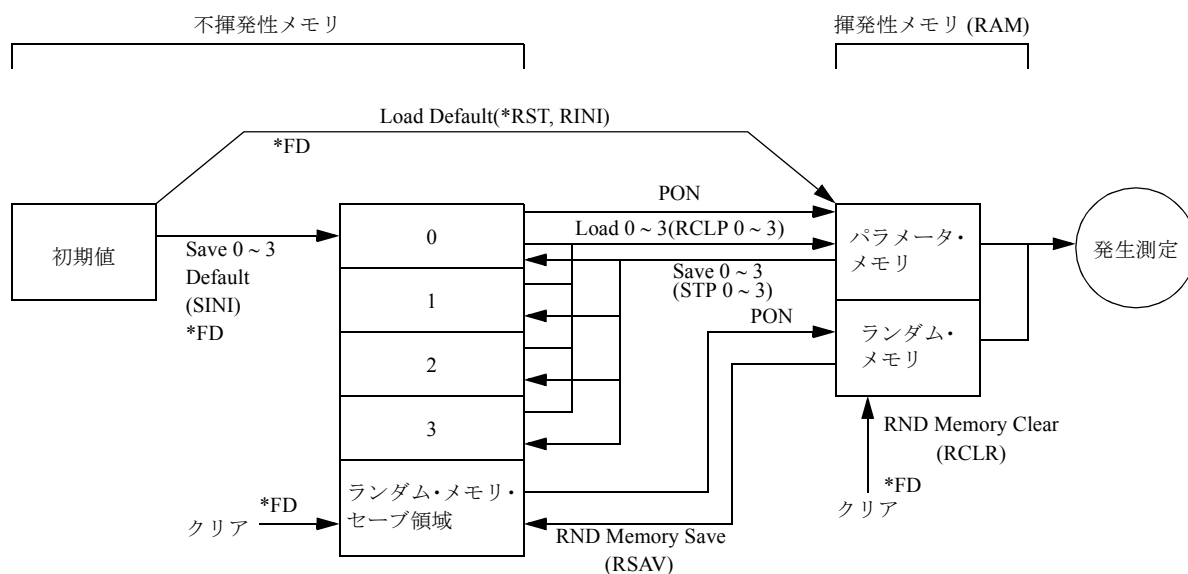 不揮発性メモリ
揮発性メモリ (RAM)
Load Default(*RST, RINI)
*FD
初期値
Save 0 ~ 3
Default
(SINI)
*FD
0
1
2
3
ランダム・メモリ・
セーブ領域
クリア
*FD
PON
Load 0 ~ 3(RCLP 0 ~ 3)
Save 0 ~ 3
(STP 0 ~ 3)
PON
RND Memory Save
(RSAV)
パラメータ・
メモリ
ランダム・
メモリ
発生測定
RND Memory Clear
(RCLR)
*FD
クリア